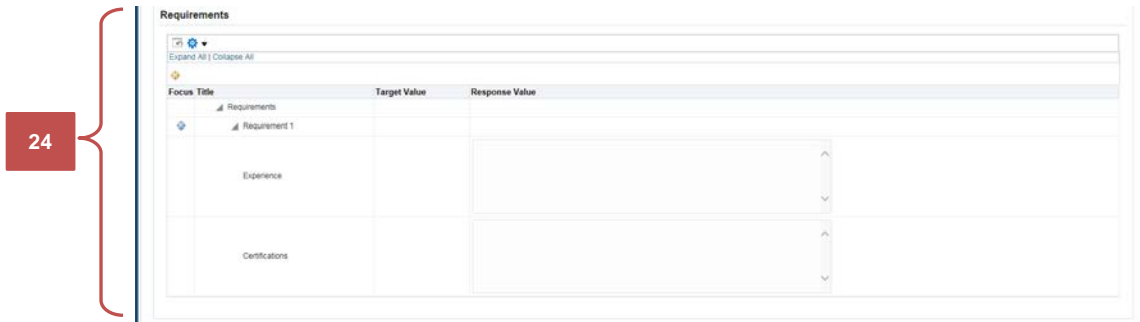 Requirements
Expand All | Collapse All
Focus Title Target Value Response Value
Requirements
Requirement 1
24
Experience
Certifications